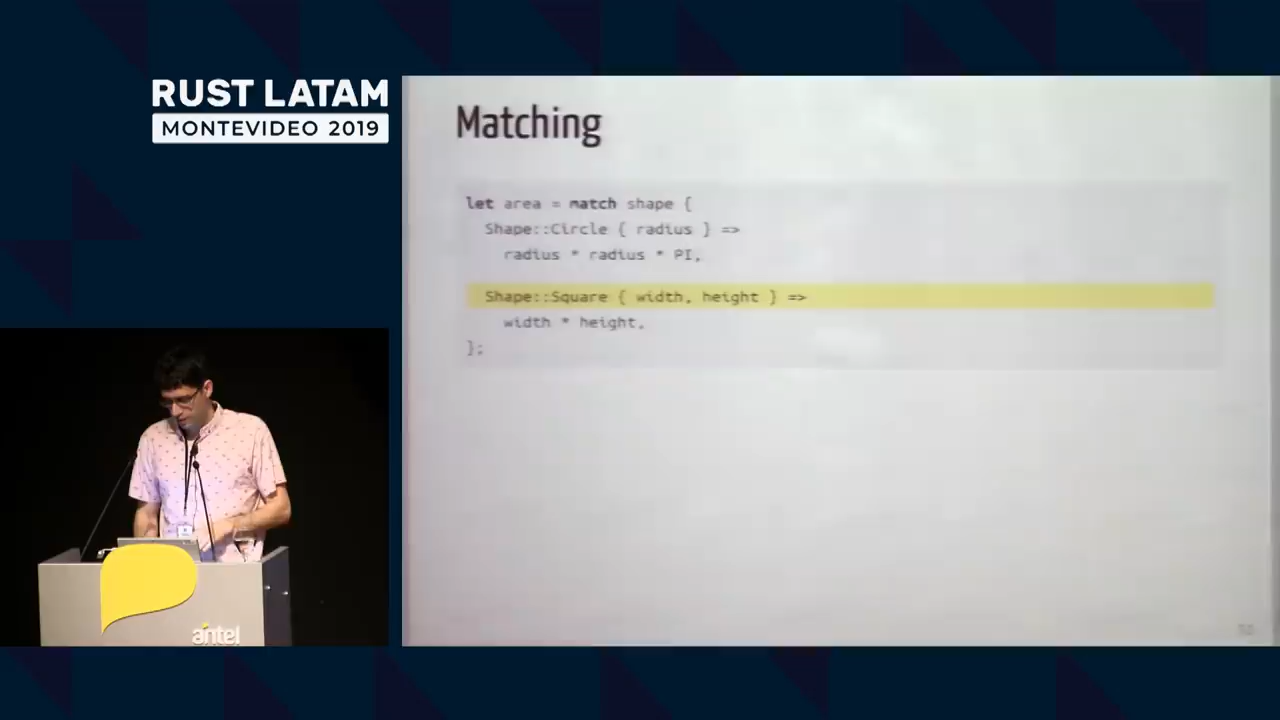 RUST LATAM
MONTEVIDEO 2019
Matching
let area = match shape {
Shape::Circle { radius } =>
radius * radius * PI,
Shape::Square { width, height } =>
width * height,
};
antel